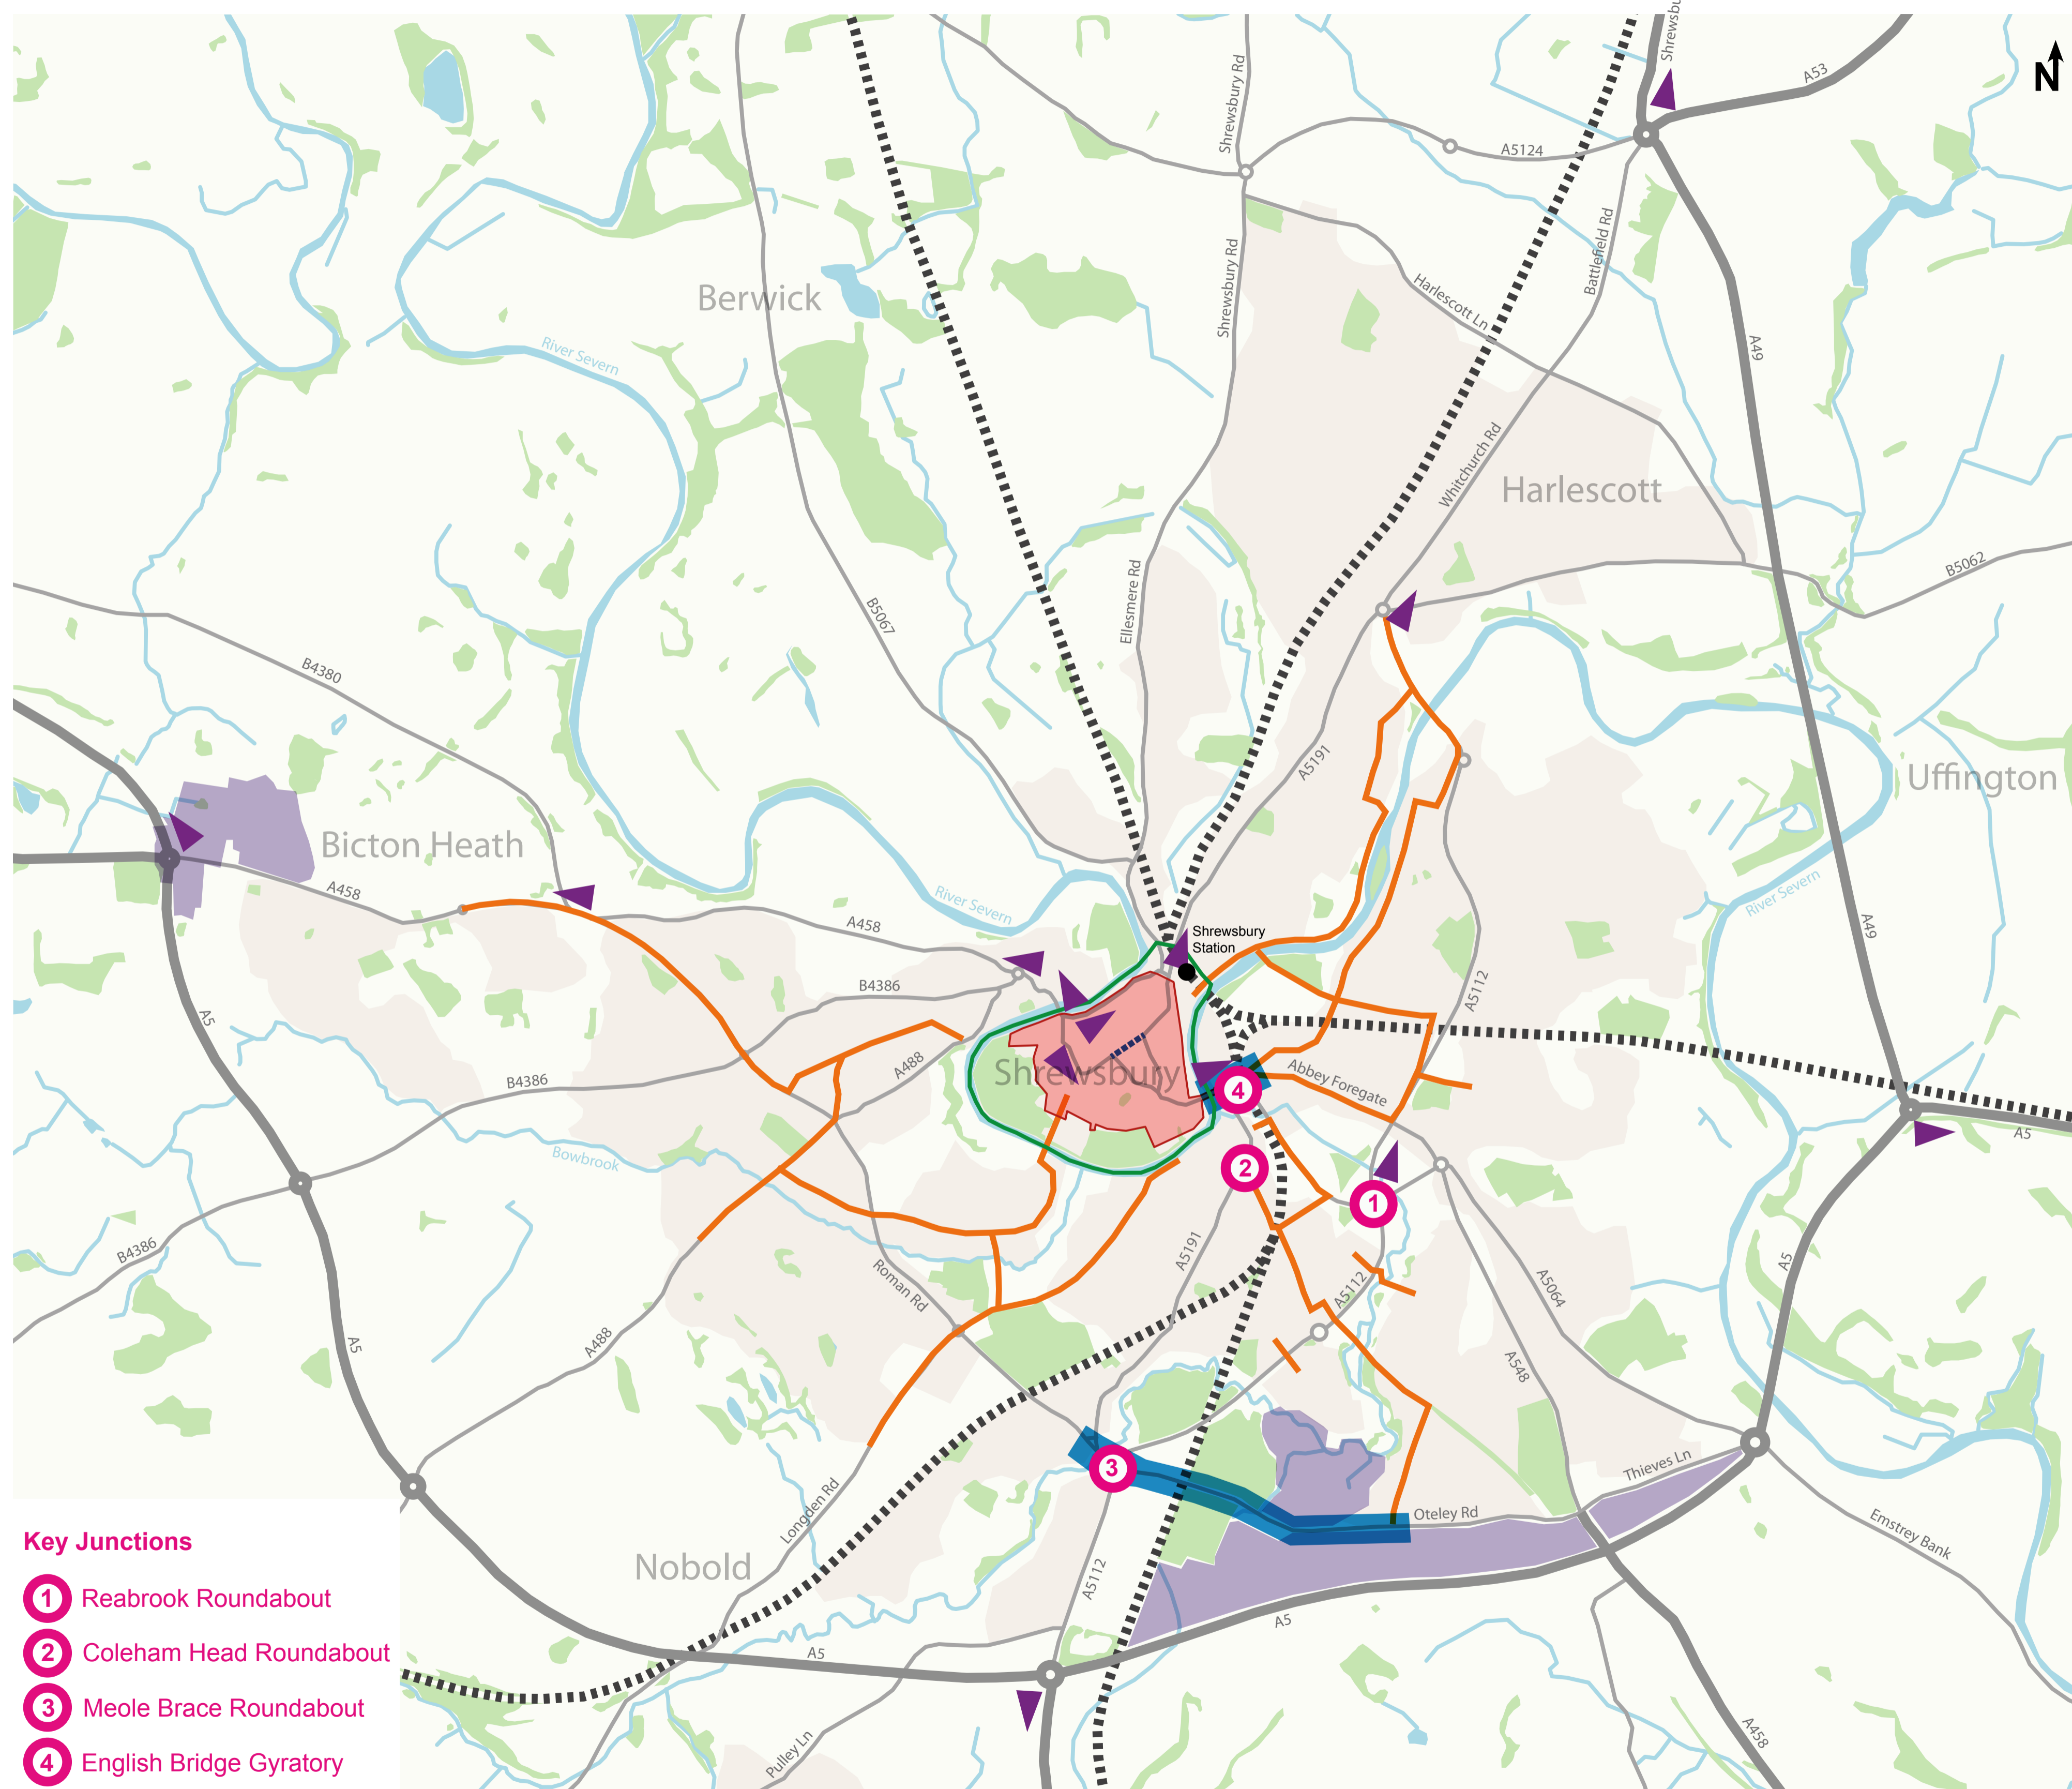 Shrewsbu
N
A53
Shrewsbury Rd
A5124
Battlefield Rd
Shrewsbury Rd
Harlescott Ln
Berwick
River Severn
A49
Whitchurch Rd
Harlescott
B5062
Ellesmere Rd
B5067
B4380
A5191
Uffington
Bicton Heath
A458
River Severn
A458
River Severn
A49
Shrewsbury
Station
B4386
A5112
A5
Shrewsbury
A488
B4386
Abbey Foregate
4
A5
Bowbrook
2
1
B4386
A5191
A5
Roman Rd
A5112
A5064
A488
A5
A548
3
Thieves Ln
Oteley Rd
Longden Rd
Emstrey Bank
Nobold
A5112
A5
A5
Pulley Ln
A458
Key Junctions
1 Reabrook Roundabout
2 Coleham Head Roundabout
3 Meole Brace Roundabout
4 English Bridge Gyratory